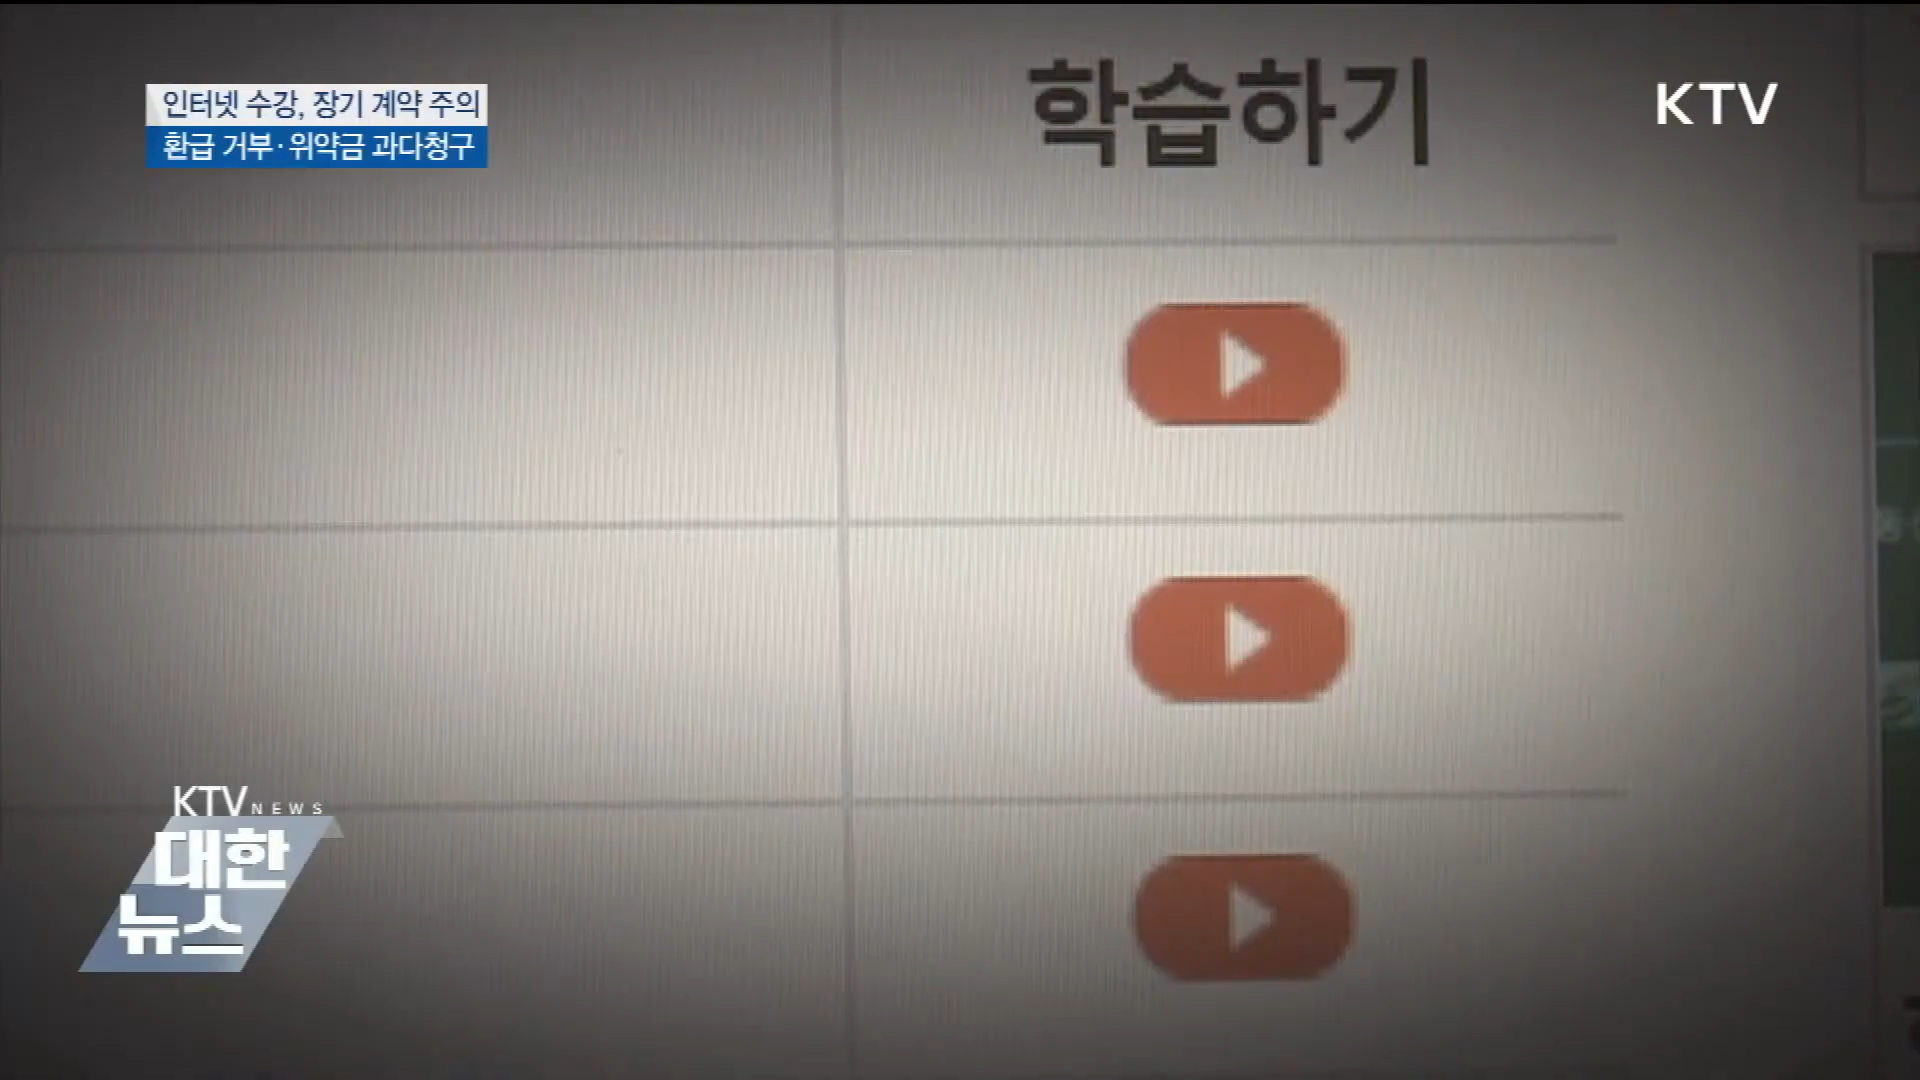 인터넷 수강, 장기 계약 주의
환급 거부·위약금 과다청구
학습하기
KTV
KTV NEWS
대한
뉴스